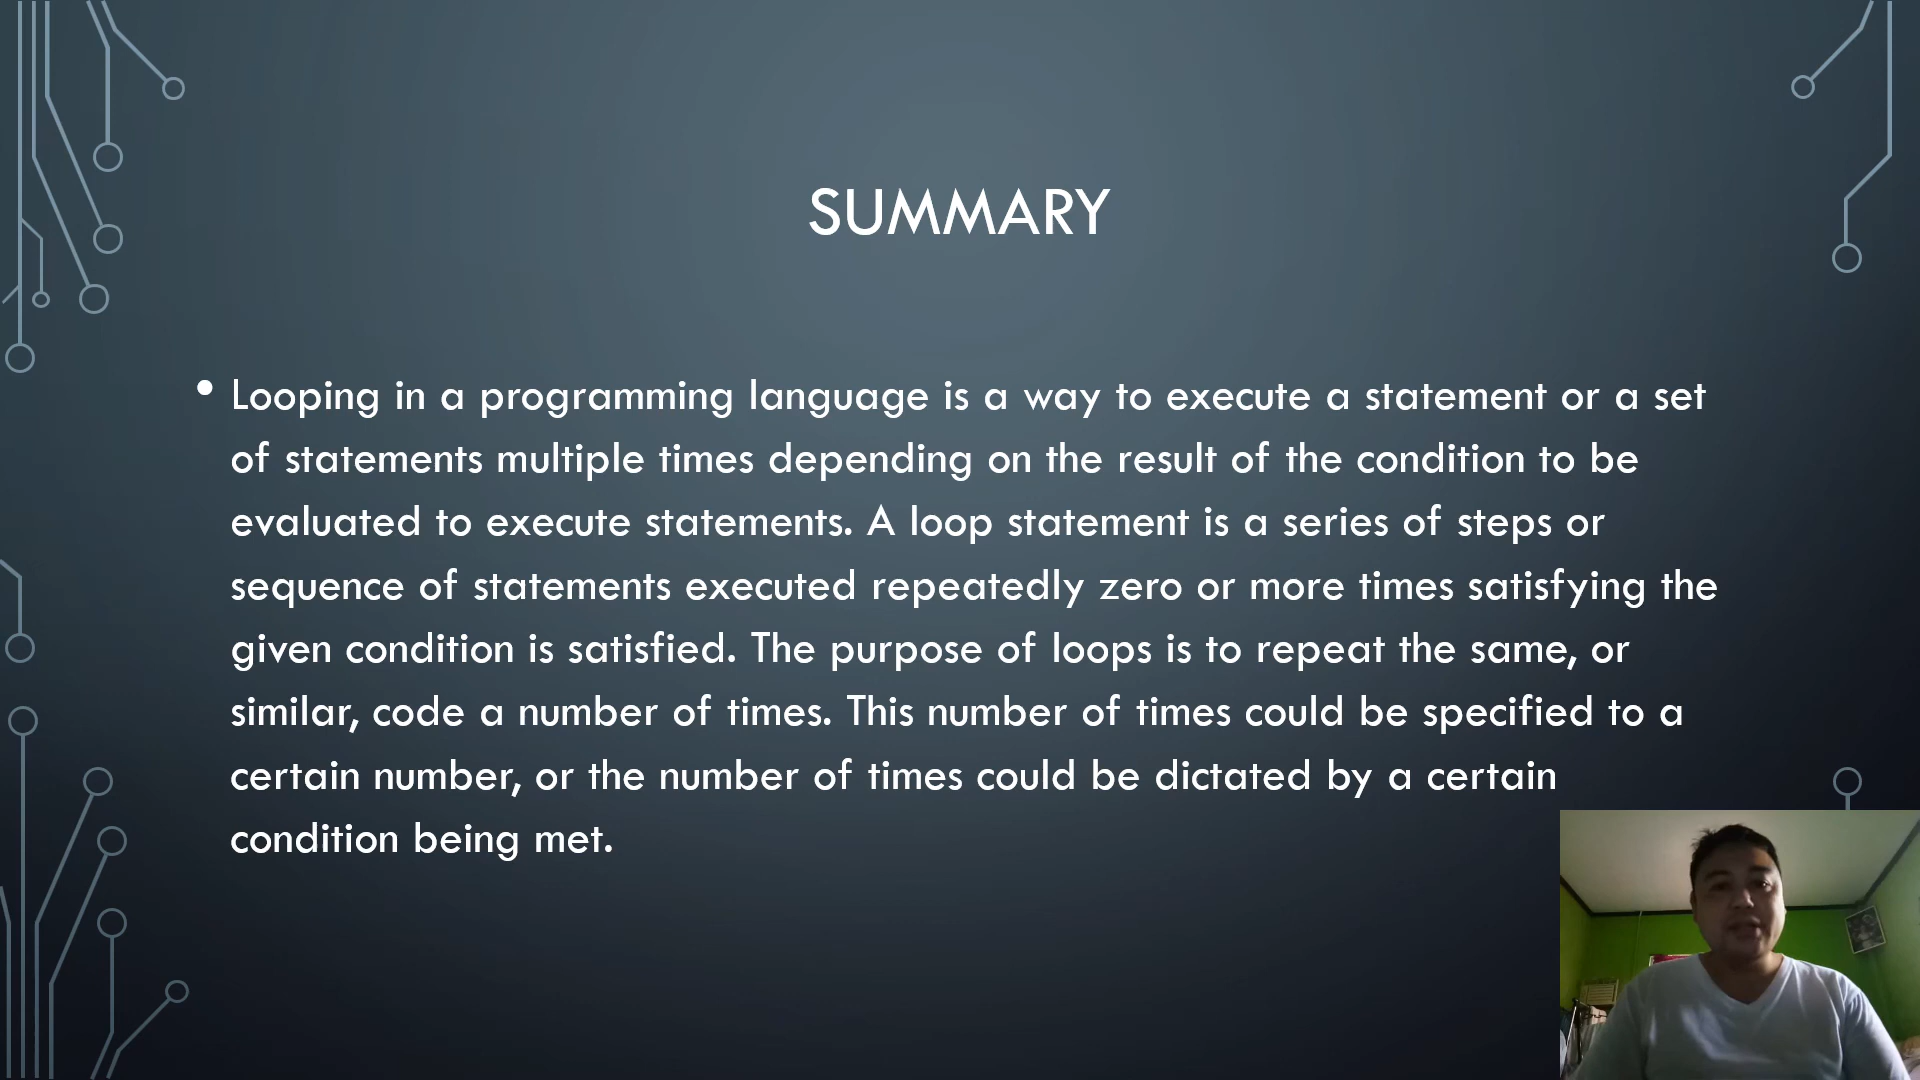 SUMMARY
• Looping in a programming language is a way to execute a statement or a set
of statements multiple times depending on the result of the condition to be
evaluated to execute statements. A loop statement is a series of steps or
sequence of statements executed repeatedly zero or more times satisfying the
given condition is satisfied. The purpose of loops is to repeat the same, or
similar, code a number of times. This number of times could be specified to a
certain number, or the number of times could be dictated by a certain
condition being met.